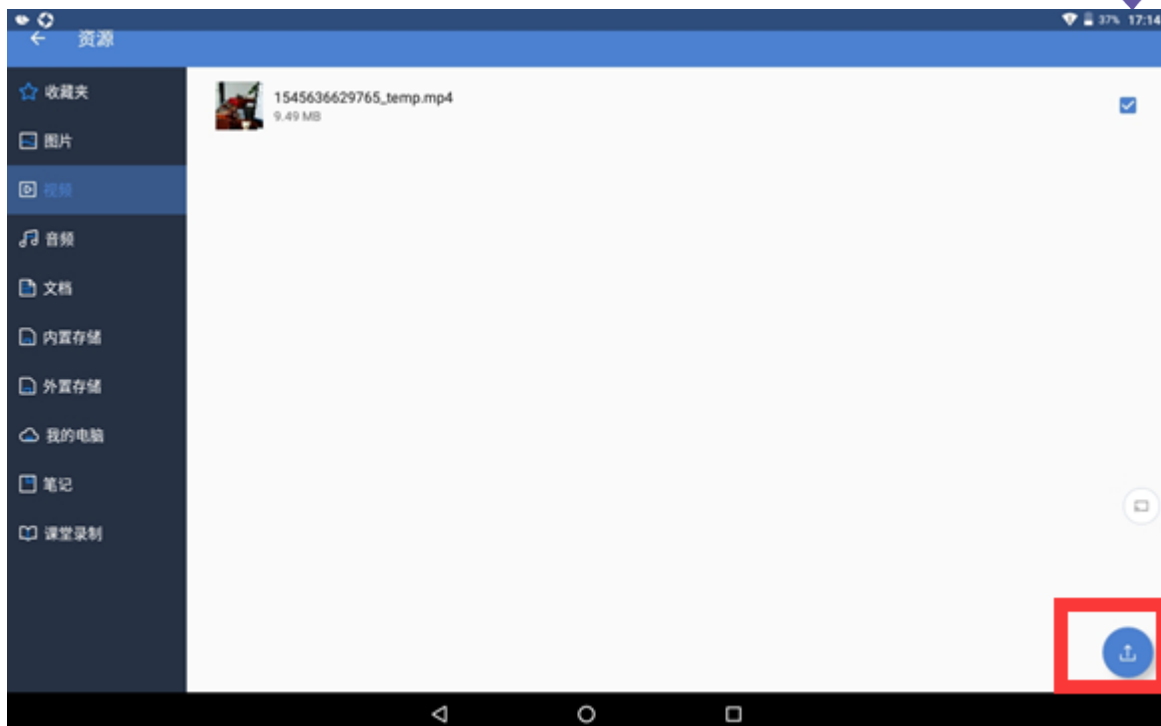 37% 17:14
资源
收藏夹
1545636629765_temp.mp4
9.49 MB
图片
视频
音频
文档
内置存储
外置存储
我的电脑
笔记
课堂录制